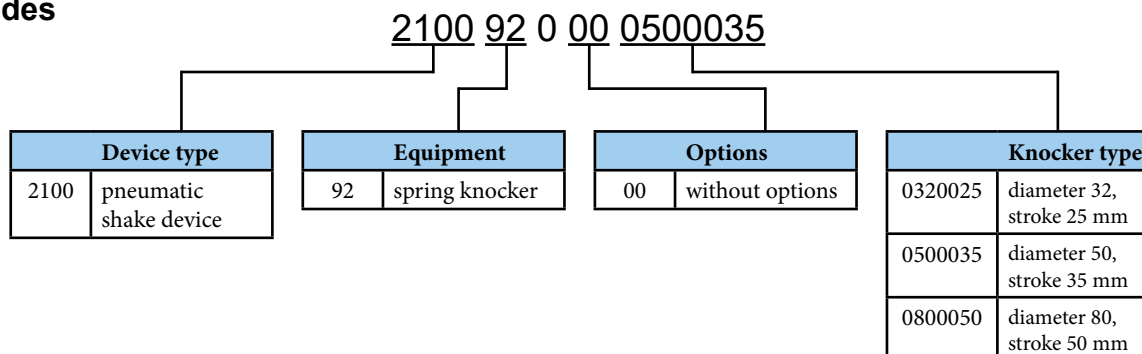 des
2100 92 0 00 0500035
Device type
2100 pneumatic
shake device
Equipment
92 spring knocker
Options
00 without options
Knocker type
0320025 diameter 32,
stroke 25 mm
0500035 diameter 50,
stroke 35 mm
0800050 diameter 80,
stroke 50 mm